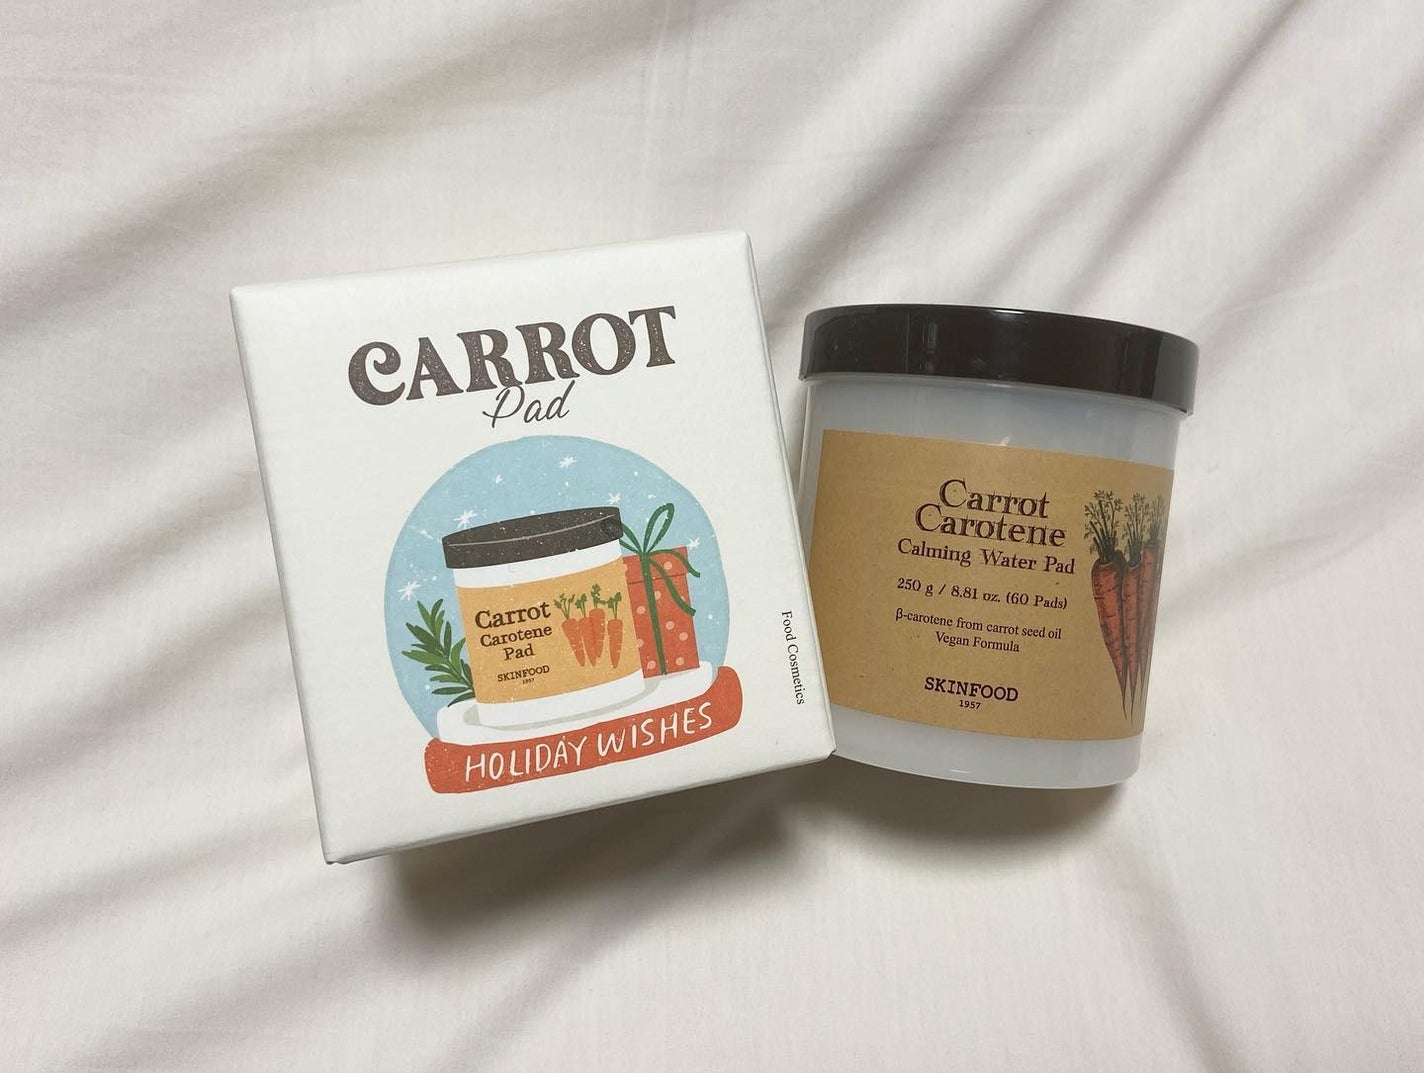 CARROT
Pad
Carrot
Carotene
Pad
SKINFOOD
1957
HOLIDAY WISHES
Food Cosmetics
Carrot
Carotene
Calming Water Pad
250 g / 8.81 oz. (60 Pads)
β-carotene from carrot seed oil
Vegan Formula
SKINFOOD
1957